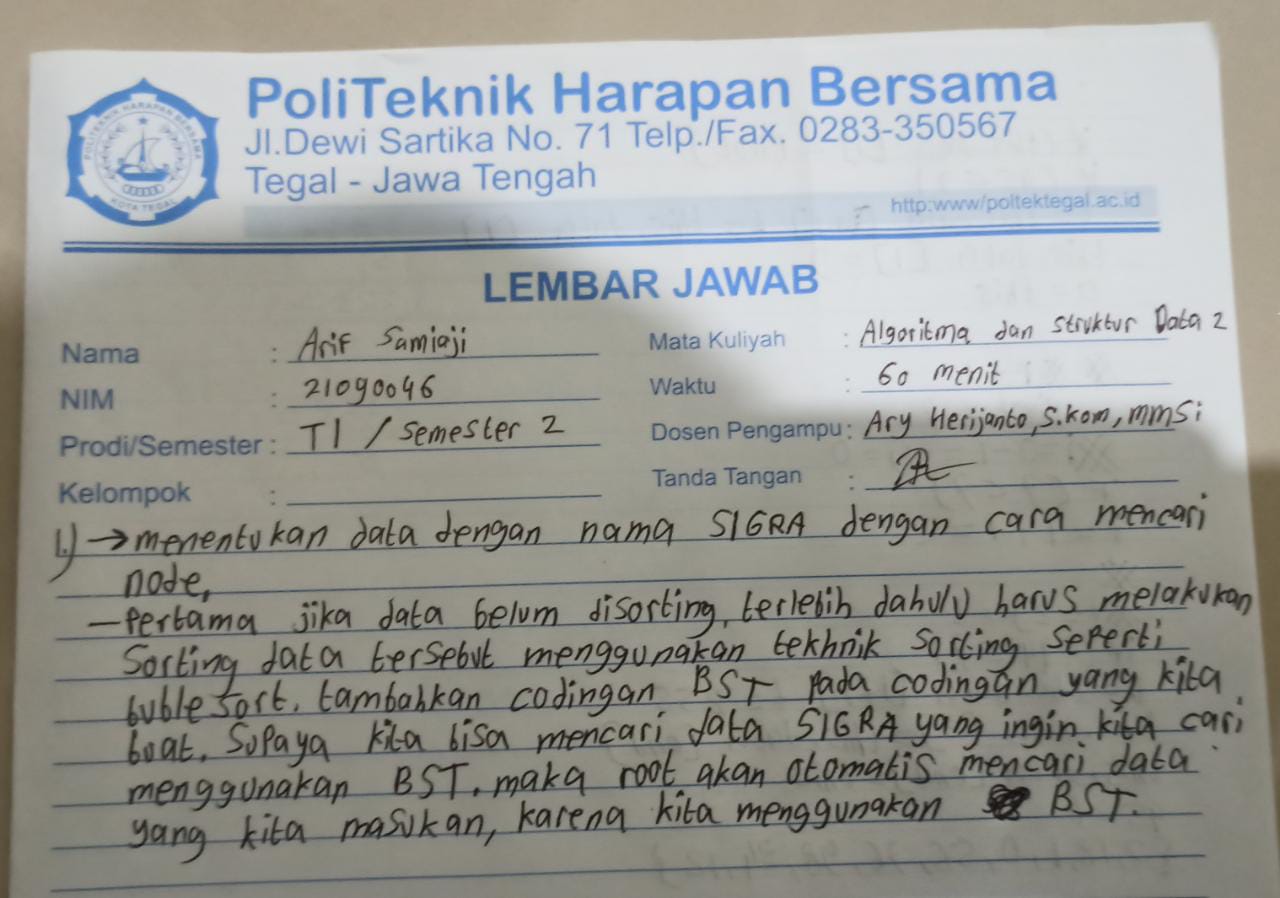 PoliTeknik Harapan Bersama
Jl.Dewi Sartika No. 71 Telp./Fax. 0283-350567
Tegal - Jawa Tengah
http:www/poltektegal.ac.id
POLITEKNIK HARAPAN BERSAMA
KOTA TEGAL
LEMBAR JAWAB
Nama : Arif Samiaji
Mata Kuliyah : Algoritma dan Struktur Data 2
NIM : 21090046
Waktu : 60 menit
Prodi/Semester : TI / Semester 2
Dosen Pengampu : Ary Herijanto, S.kom, mmSi
Kelompok :
Tanda Tangan :
1.) → menentukan data dengan nama SIGRA dengan cara mencari
node,
— Pertama jika data belum disorting, terlebih dahulu harus melakukan
Sorting data tersebut menggunakan tekhnik sorting seperti
buble sort. tambahkan codingan BST pada codingan yang kita
buat. Supaya kita bisa mencari data SIGRA yang ingin kita cari
menggunakan BST. maka root akan otomatis mencari data
yang kita masukan, karena kita menggunakan BST.